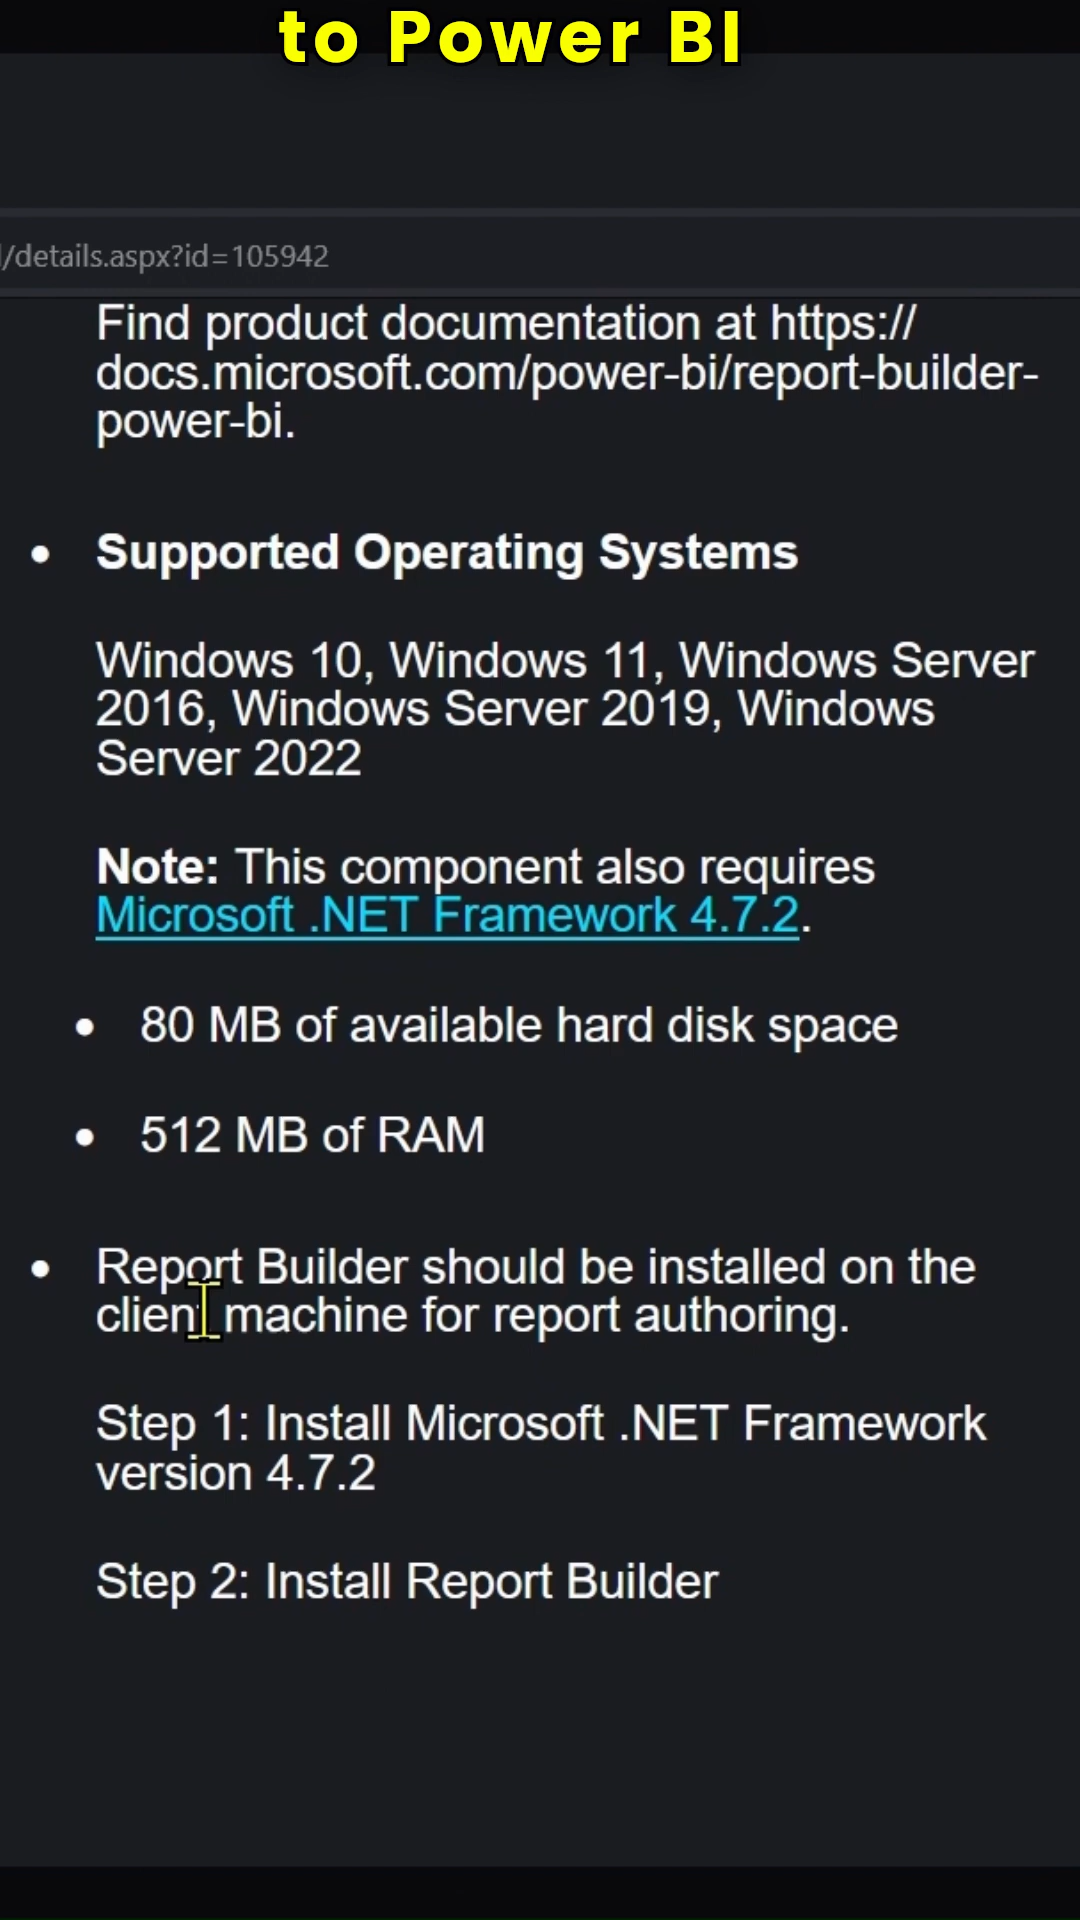 to Power BI
/details.aspx?id=105942
Find product documentation at https://
docs.microsoft.com/power-bi/report-builder-
power-bi.
• Supported Operating Systems
Windows 10, Windows 11, Windows Server
2016, Windows Server 2019, Windows
Server 2022
Note: This component also requires
Microsoft .NET Framework 4.7.2.
• 80 MB of available hard disk space
• 512 MB of RAM
• Report Builder should be installed on the
client machine for report authoring.
Step 1: Install Microsoft .NET Framework
version 4.7.2
Step 2: Install Report Builder